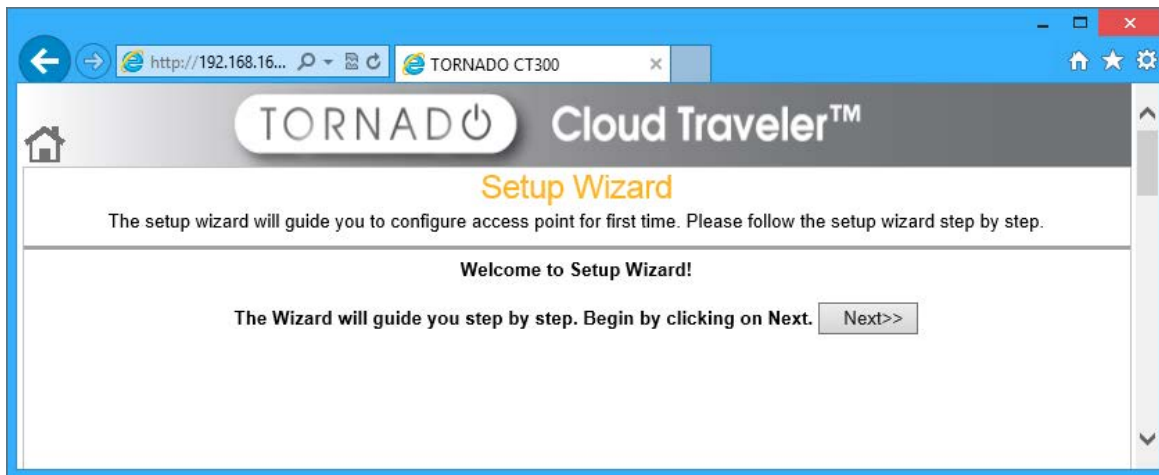 http://192.168.16...
TORNADO CT300
TORNADO Cloud Traveler™
Setup Wizard
The setup wizard will guide you to configure access point for first time. Please follow the setup wizard step by step.
Welcome to Setup Wizard!
The Wizard will guide you step by step. Begin by clicking on Next. Next>>